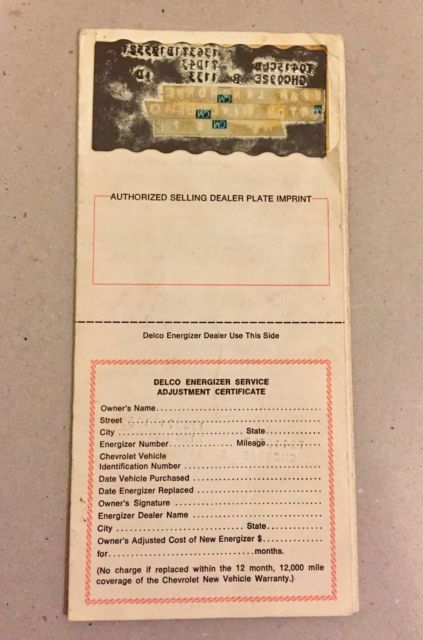 AUTHORIZED SELLING DEALER PLATE IMPRINT
Delco Energizer Dealer Use This Side
DELCO ENERGIZER SERVICE
ADJUSTMENT CERTIFICATE
Owner's Name
Street
City State
Energizer Number Mileage
Chevrolet Vehicle
Identification Number
Date Vehicle Purchased
Date Energizer Replaced
Owner's Signature
Energizer Dealer Name
City State
Owner's Adjusted Cost of New Energizer $
for months.
(No charge if replaced within the 12 month, 12,000 mile
coverage of the Chevrolet New Vehicle Warranty.)